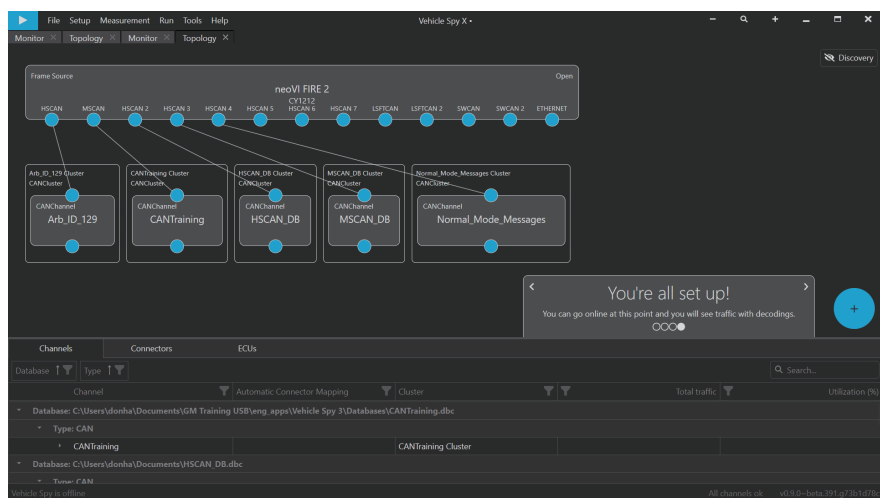 File Setup Measurement Run Tools Help Vehicle Spy X •
Monitor Topology Monitor Topology
Discovery
Frame Source Open
neoVI FIRE 2
CY1212
HSCAN MSCAN HSCAN 2 HSCAN 3 HSCAN 4 HSCAN 5 HSCAN 6 HSCAN 7 LSFTCAN LSFTCAN 2 SWCAN SWCAN 2 ETHERNET
Arb_ID_129 Cluster CANTraining Cluster HSCAN_DB Cluster MSCAN_DB Cluster Normal_Mode_Messages Cluster
CANCluster CANCluster CANCluster CANCluster CANCluster
CANChannel CANChannel CANChannel CANChannel CANChannel
Arb_ID_129 CANTraining HSCAN_DB MSCAN_DB Normal_Mode_Messages
You're all set up!
You can go online at this point and you will see traffic with decodings.
Channels Connectors ECUs
Database Type Search...
Channel Automatic Connector Mapping Cluster Total traffic Utilization (%)
Database: C:\Users\donha\Documents\GM Training USB\eng_apps\Vehicle Spy 3\Databases\CANTraining.dbc
Type: CAN
CANTraining CANTraining Cluster
Database: C:\Users\donha\Documents\HSCAN_DB.dbc
Type: CAN
Vehicle Spy is offline All channels ok v0.9.0-beta.391.g73b1d78c